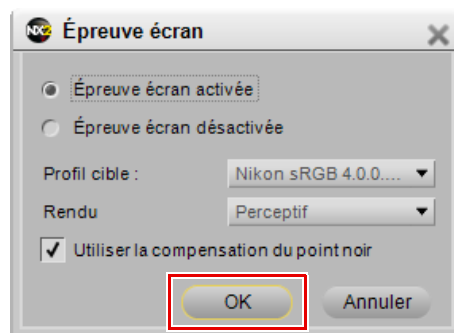 NX2 Épreuve écran
Épreuve écran activée
Épreuve écran désactivée
Profil cible : Nikon sRGB 4.0.0....
Rendu Perceptif
Utiliser la compensation du point noir
OK Annuler